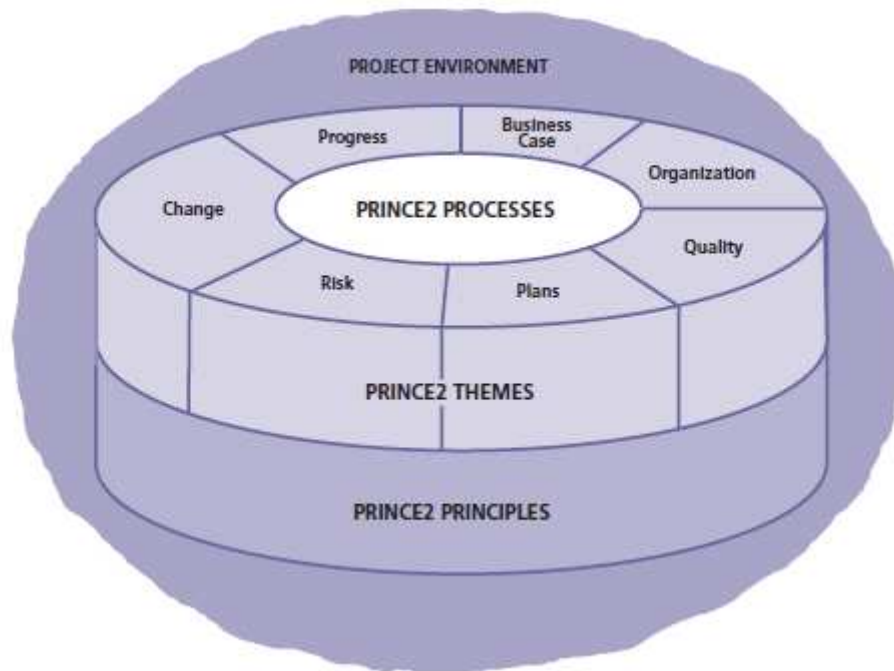 PROJECT ENVIRONMENT
Progress
Business
Case
Organization
Change
PRINCE2 PROCESSES
Quality
Risk
Plans
PRINCE2 THEMES
PRINCE2 PRINCIPLES